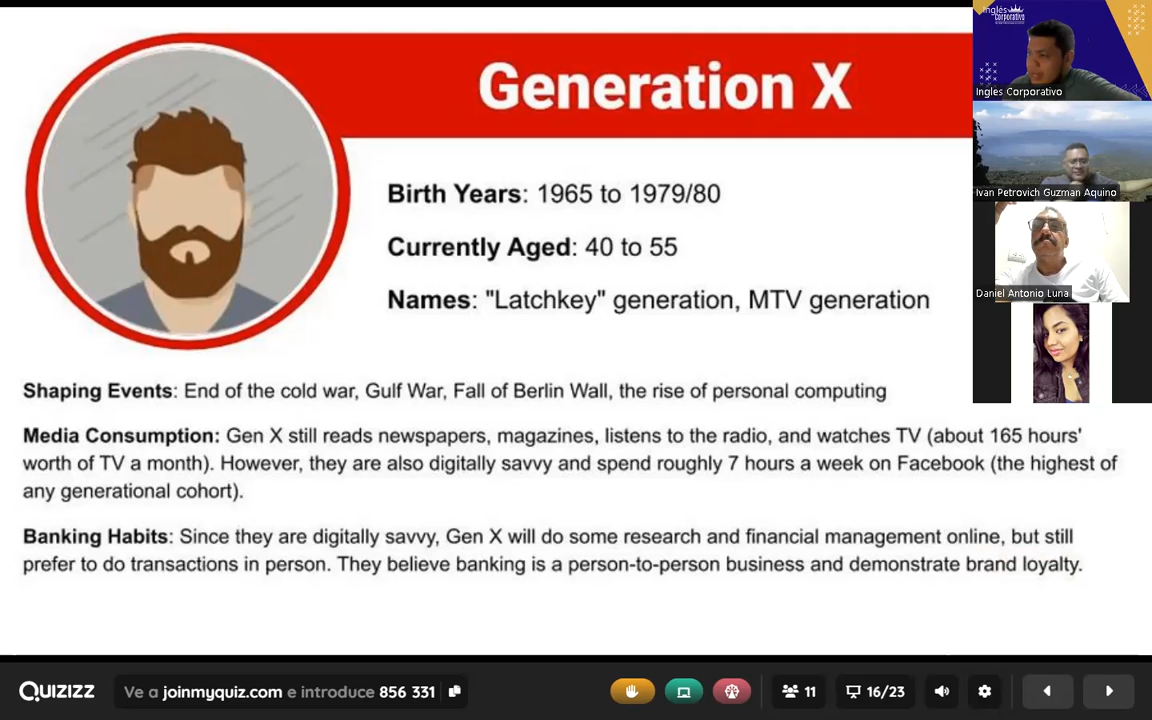 Generation X
Birth Years: 1965 to 1979/80
Currently Aged: 40 to 55
Names: "Latchkey" generation, MTV generation
Shaping Events: End of the cold war, Gulf War, Fall of Berlin Wall, the rise of personal computing
Media Consumption: Gen X still reads newspapers, magazines, listens to the radio, and watches TV (about 165 hours'
worth of TV a month). However, they are also digitally savvy and spend roughly 7 hours a week on Facebook (the highest of
any generational cohort).
Banking Habits: Since they are digitally savvy, Gen X will do some research and financial management online, but still
prefer to do transactions in person. They believe banking is a person-to-person business and demonstrate brand loyalty.
Inglés
Corporativo
Ingles Corporativo
Ivan Petrovich Guzman Aquino
Daniel Antonio Luna
QUIZIZZ
Ve a joinmyquiz.com e introduce 856 331
11
16/23